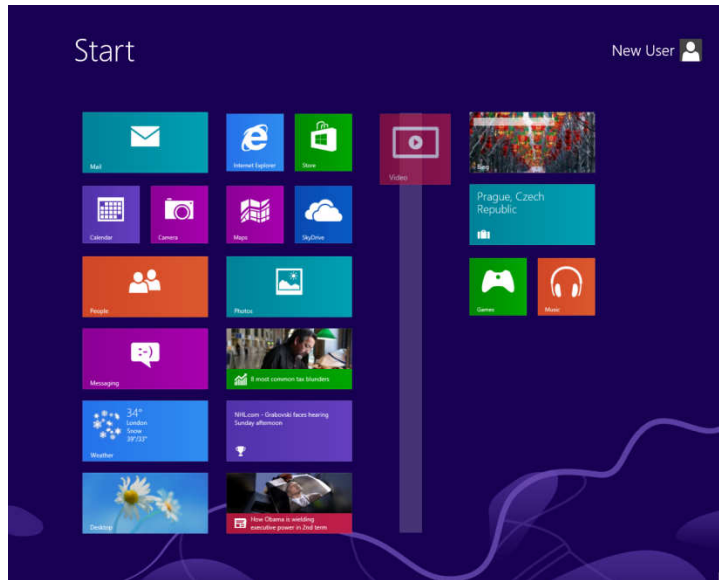 Start
New User
Mail
Internet Explorer
Store
Video
Bing
Prague, Czech
Republic
Calendar
Camera
Maps
SkyDrive
People
Photos
Games
Music
Messaging
8 most common tax blunders
34°
London
Snow
39°/33°
Weather
NHL.com - Grabovski faces hearing
Sunday afternoon
Desktop
How Obama is wielding
executive power in 2nd term